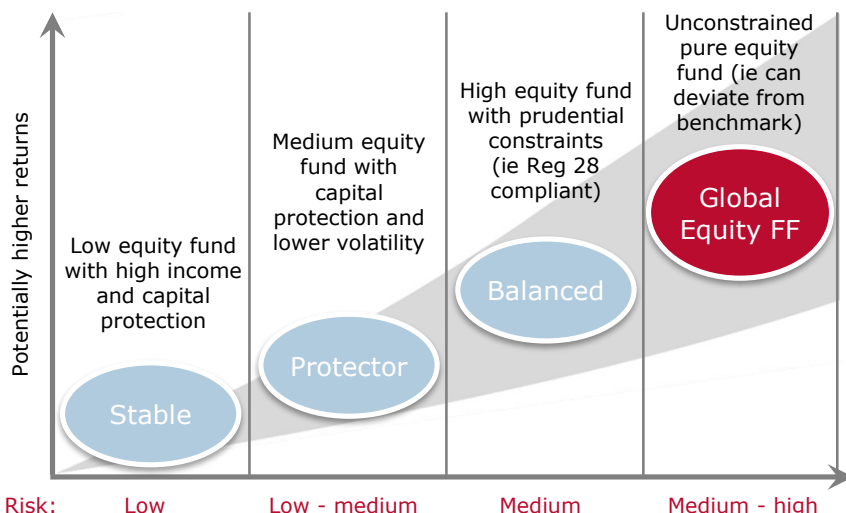 Potentially higher returns
Low equity fund
with high income
and capital
protection
Stable
Medium equity
fund with
capital
protection and
lower volatility
Protector
High equity fund
with prudential
constraints
(ie Reg 28
compliant)
Balanced
Unconstrained
pure equity
fund (ie can
deviate from
benchmark)
Global
Equity FF
Risk: Low Low - medium Medium Medium - high